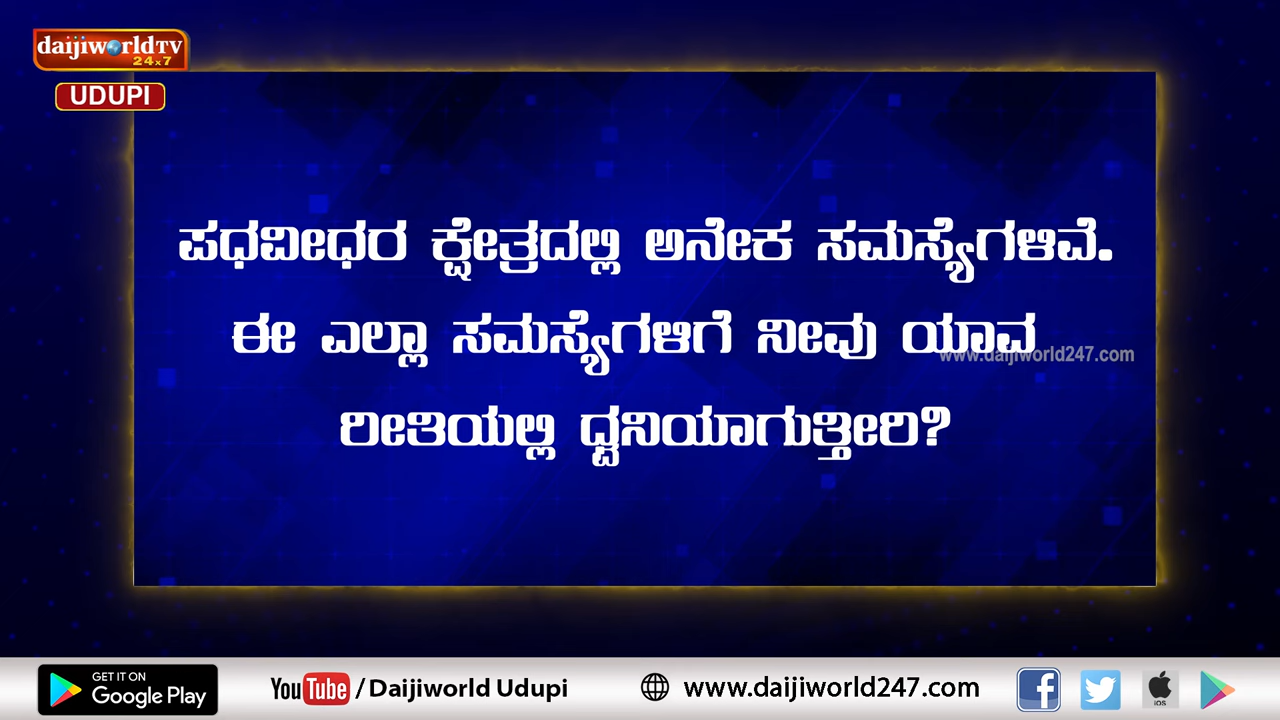 daijiworldTV
24x7
UDUPI
ಪಧವೀಧರ ಕ್ಷೇತ್ರದಲ್ಲಿ ಅನೇಕ ಸಮಸ್ಯೆಗಳಿವೆ.
ಈ ಎಲ್ಲಾ ಸಮಸ್ಯೆಗಳಿಗೆ ನೀವು ಯಾವ
www.daijiworld247.com
ರೀತಿಯಲ್ಲಿ ಧ್ವನಿಯಾಗುತ್ತೀರಿ?
GET IT ON
Google Play
YouTube / Daijiworld Udupi
www.daijiworld247.com
iOS